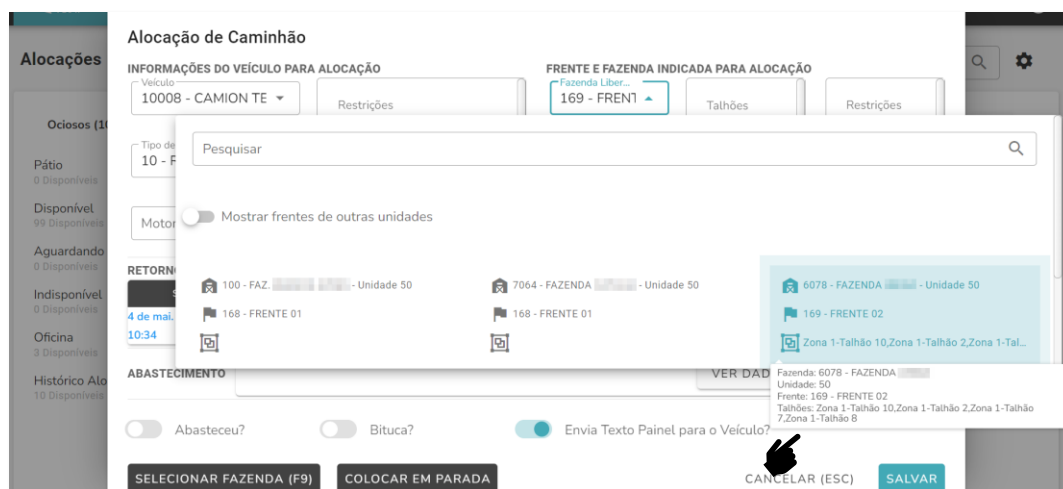 Alocação de Caminhão
Alocações
INFORMAÇÕES DO VEÍCULO PARA ALOCAÇÃO
FRENTE E FAZENDA INDICADA PARA ALOCAÇÃO
Veículo
10008 - CAMION TE
Restrições
Fazenda Liber...
169 - FRENT
Talhões
Restrições
Ociosos (10
Tipo de
10 - F
Pesquisar
Pátio
0 Disponíveis
Disponível
99 Disponíveis
Motor
Mostrar frentes de outras unidades
Aguardando
0 Disponíveis
RETORN
Indisponível
0 Disponíveis
S
4 de mai.
10:34
100 - FAZ. - Unidade 50
168 - FRENTE 01
7064 - FAZENDA - Unidade 50
168 - FRENTE 01
6078 - FAZENDA - Unidade 50
169 - FRENTE 02
Zona 1-Talhão 10,Zona 1-Talhão 2,Zona 1-Tal...
Oficina
3 Disponíveis
Histórico Alo
10 Disponíveis
ABASTECIMENTO
VER DAD
Fazenda: 6078 - FAZENDA
Unidade: 50
Frente: 169 - FRENTE 02
Talhões: Zona 1-Talhão 10,Zona 1-Talhão 2,Zona 1-Talhão
7,Zona 1-Talhão 8
Abasteceu?
Bituca?
Envia Texto Painel para o Veículo?
SELECIONAR FAZENDA (F9)
COLOCAR EM PARADA
CANCELAR (ESC)
SALVAR